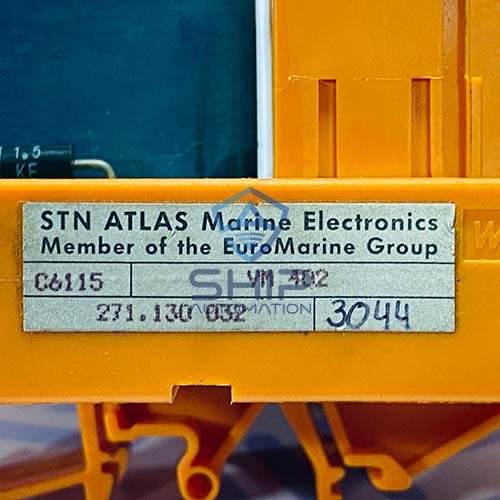 1.5
KE
STN ATLAS Marine Electronics
Member of the EuroMarine Group
C6115 VM 402
SHIP
AUTOMATION
271.130 032 3044
W